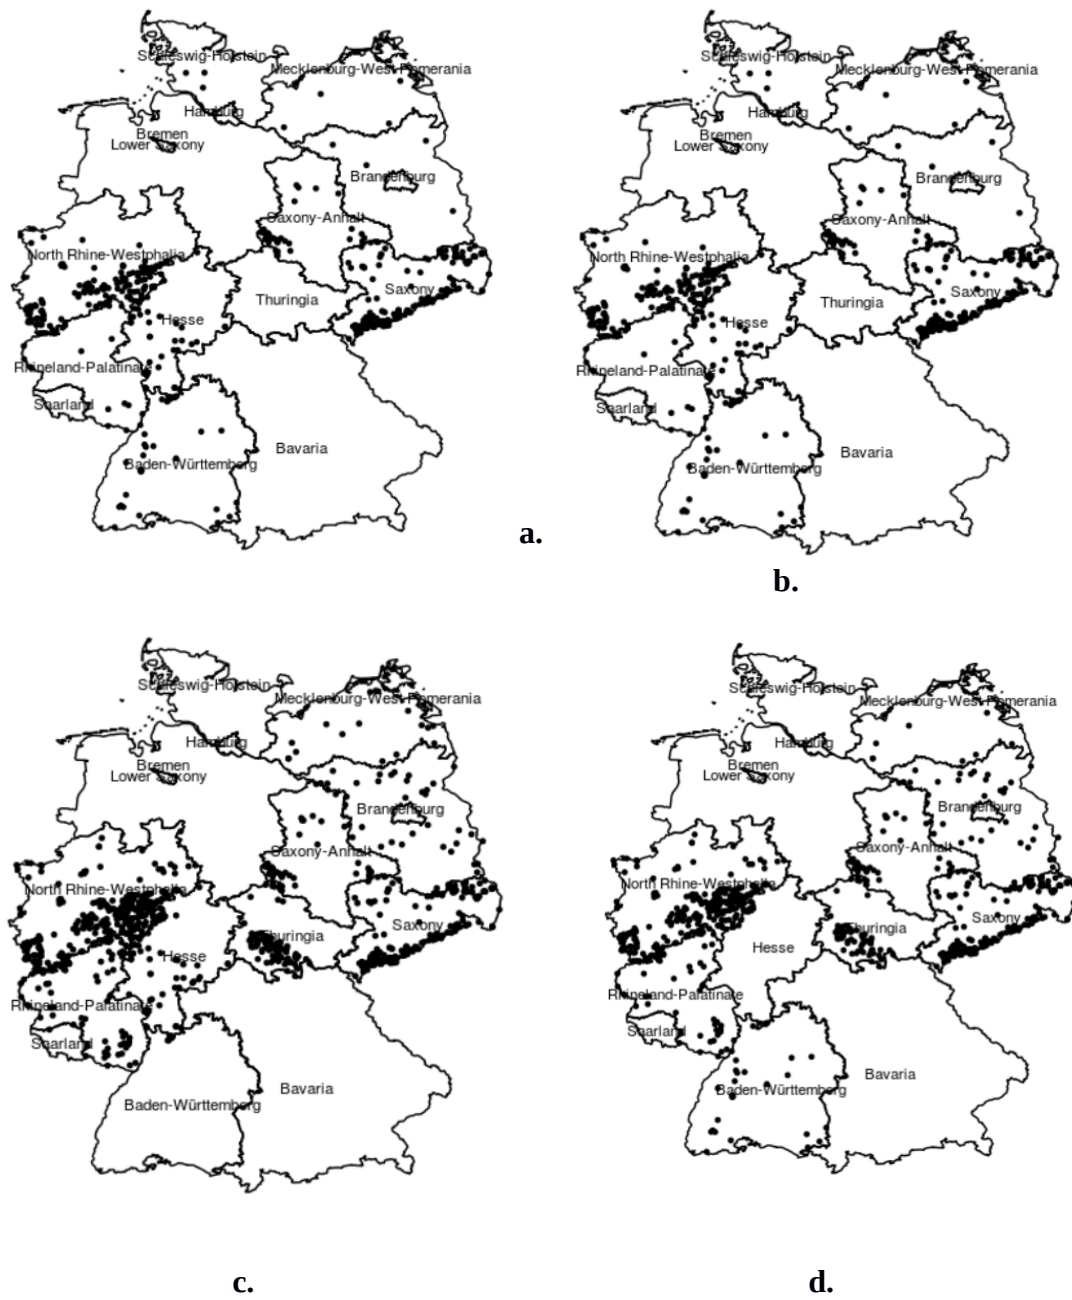 Schleswig-Holstein
Mecklenburg-West Pomerania
Hamburg
Bremen
Lower Saxony
Brandenburg
Saxony-Anhalt
North Rhine-Westphalia
Saxony
Thuringia
Hesse
Rhineland-Palatinate
Saarland
Bavaria
Baden-Württemberg
a.
Schleswig-Holstein
Mecklenburg-West Pomerania
Hamburg
Bremen
Lower Saxony
Brandenburg
Saxony-Anhalt
North Rhine-Westphalia
Saxony
Thuringia
Hesse
Rhineland-Palatinate
Saarland
Bavaria
Baden-Württemberg
b.
Schleswig-Holstein
Mecklenburg-West Pomerania
Hamburg
Bremen
Lower Saxony
Brandenburg
Saxony-Anhalt
North Rhine-Westphalia
Saxony
Thuringia
Hesse
Rhineland-Palatinate
Saarland
Bavaria
Baden-Württemberg
c.
Schleswig-Holstein
Mecklenburg-West Pomerania
Hamburg
Bremen
Lower Saxony
Brandenburg
Saxony-Anhalt
North Rhine-Westphalia
Saxony
Thuringia
Hesse
Rhineland-Palatinate
Saarland
Bavaria
Baden-Württemberg
d.